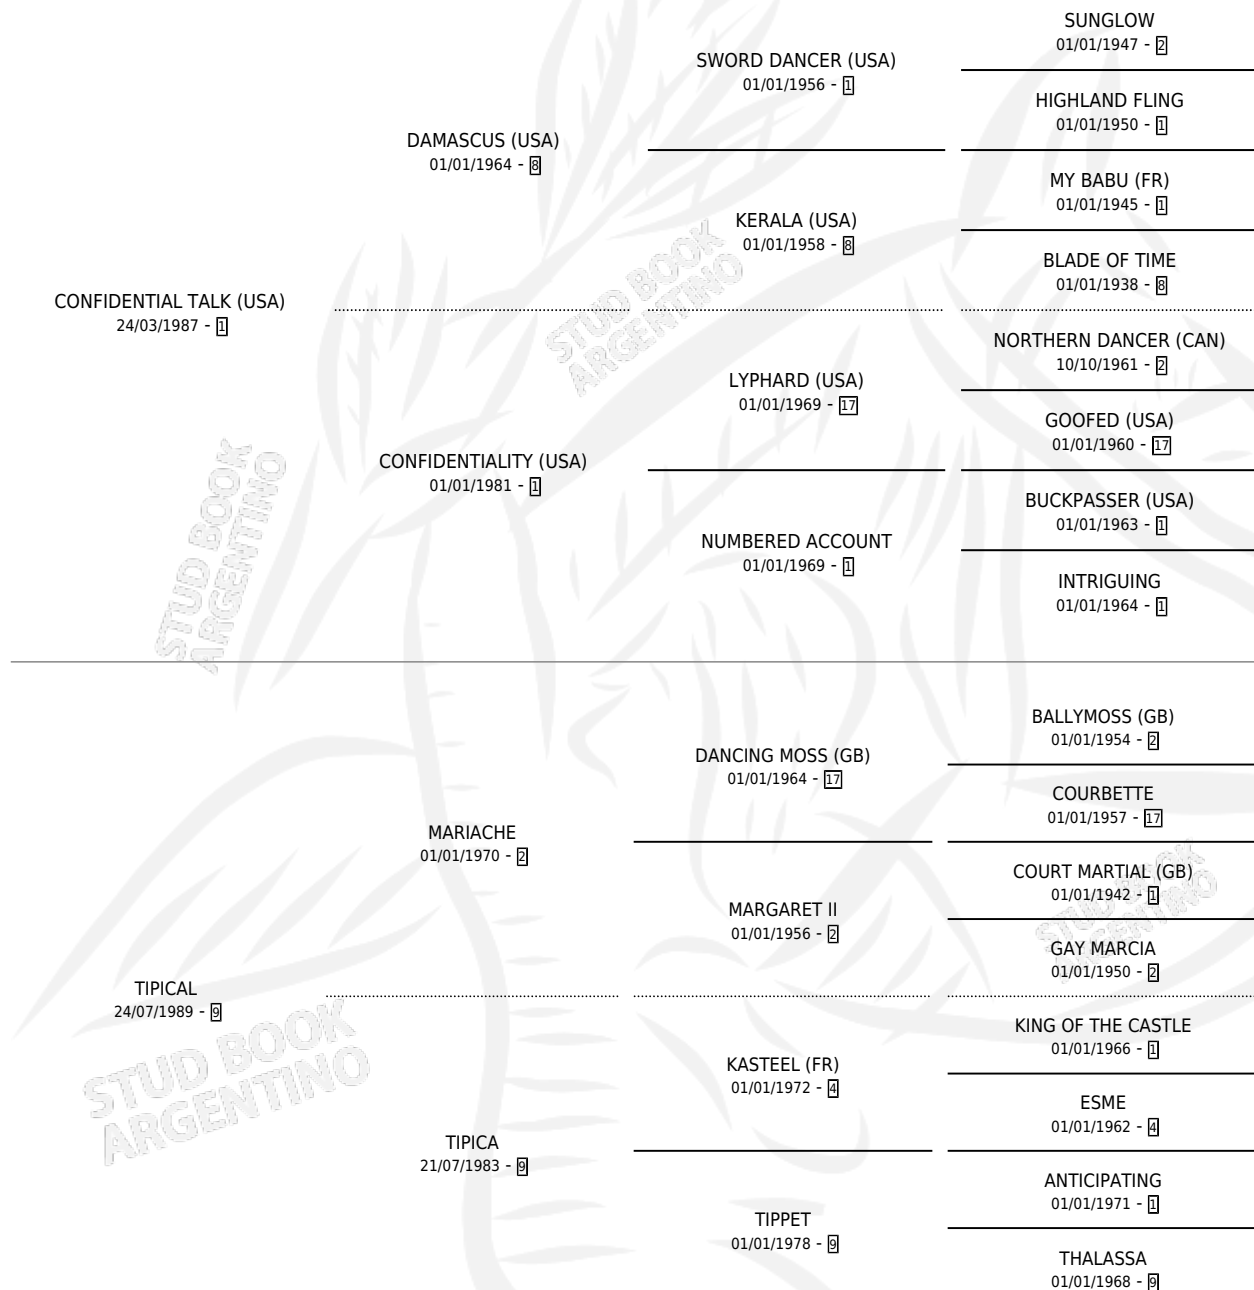 SUNGLOW
01/01/1947 - 2
SWORD DANCER (USA)
01/01/1956 - 1
HIGHLAND FLING
01/01/1950 - 1
DAMASCUS (USA)
01/01/1964 - 8
MY BABU (FR)
01/01/1945 - 1
KERALA (USA)
01/01/1958 - 8
BLADE OF TIME
01/01/1938 - 8
CONFIDENTIAL TALK (USA)
24/03/1987 - 1
NORTHERN DANCER (CAN)
10/10/1961 - 2
LYPHARD (USA)
01/01/1969 - 17
GOOFED (USA)
01/01/1960 - 17
CONFIDENTIALITY (USA)
01/01/1981 - 1
BUCKPASSER (USA)
01/01/1963 - 1
NUMBERED ACCOUNT
01/01/1969 - 1
INTRIGUING
01/01/1964 - 1
BALLYMOSS (GB)
01/01/1954 - 2
DANCING MOSS (GB)
01/01/1964 - 17
COURBETTE
01/01/1957 - 17
MARIACHE
01/01/1970 - 2
COURT MARTIAL (GB)
01/01/1942 - 1
MARGARET II
01/01/1956 - 2
GAY MARCIA
01/01/1950 - 2
TIPICAL
24/07/1989 - 9
KING OF THE CASTLE
01/01/1966 - 1
KASTEEL (FR)
01/01/1972 - 4
ESME
01/01/1962 - 4
TIPICA
21/07/1983 - 9
ANTICIPATING
01/01/1971 - 1
TIPPET
01/01/1978 - 9
THALASSA
01/01/1968 - 9
STUD BOOK
ARGENTINO
STUD BOOK
ARGENTINO
STUD BOOK
ARGENTINO
STUD BOOK
ARGENTINO